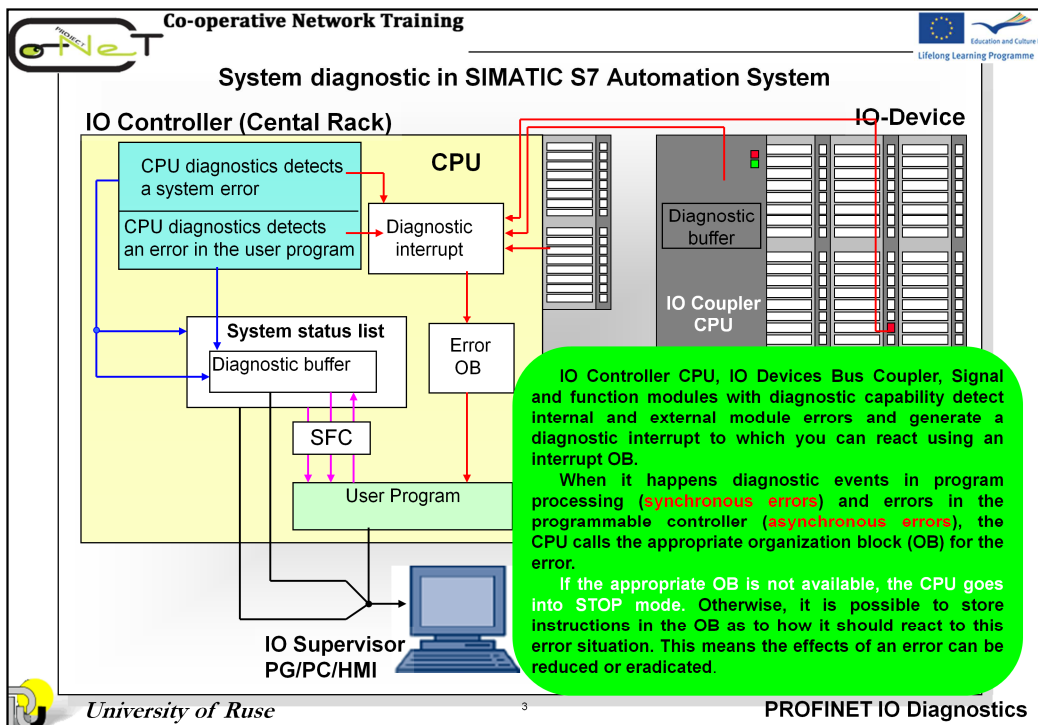 Co-operative Network Training
PROJECT
Co-NeT
Education and Culture
Lifelong Learning Programme
System diagnostic in SIMATIC S7 Automation System
IO Controller (Cental Rack)
IO-Device
CPU diagnostics detects
a system error
CPU
CPU diagnostics detects
an error in the user program
Diagnostic
interrupt
Diagnostic
buffer
IO Coupler
CPU
System status list
Diagnostic buffer
Error
OB
SFC
User Program
IO Controller CPU, IO Devices Bus Coupler, Signal
and function modules with diagnostic capability detect
internal and external module errors and generate a
diagnostic interrupt to which you can react using an
interrupt OB.
When it happens diagnostic events in program
processing (synchronous errors) and errors in the
programmable controller (asynchronous errors), the
CPU calls the appropriate organization block (OB) for the
error.
If the appropriate OB is not available, the CPU goes
into STOP mode. Otherwise, it is possible to store
instructions in the OB as to how it should react to this
error situation. This means the effects of an error can be
reduced or eradicated.
IO Supervisor
PG/PC/HMI
University of Ruse
3
PROFINET IO Diagnostics